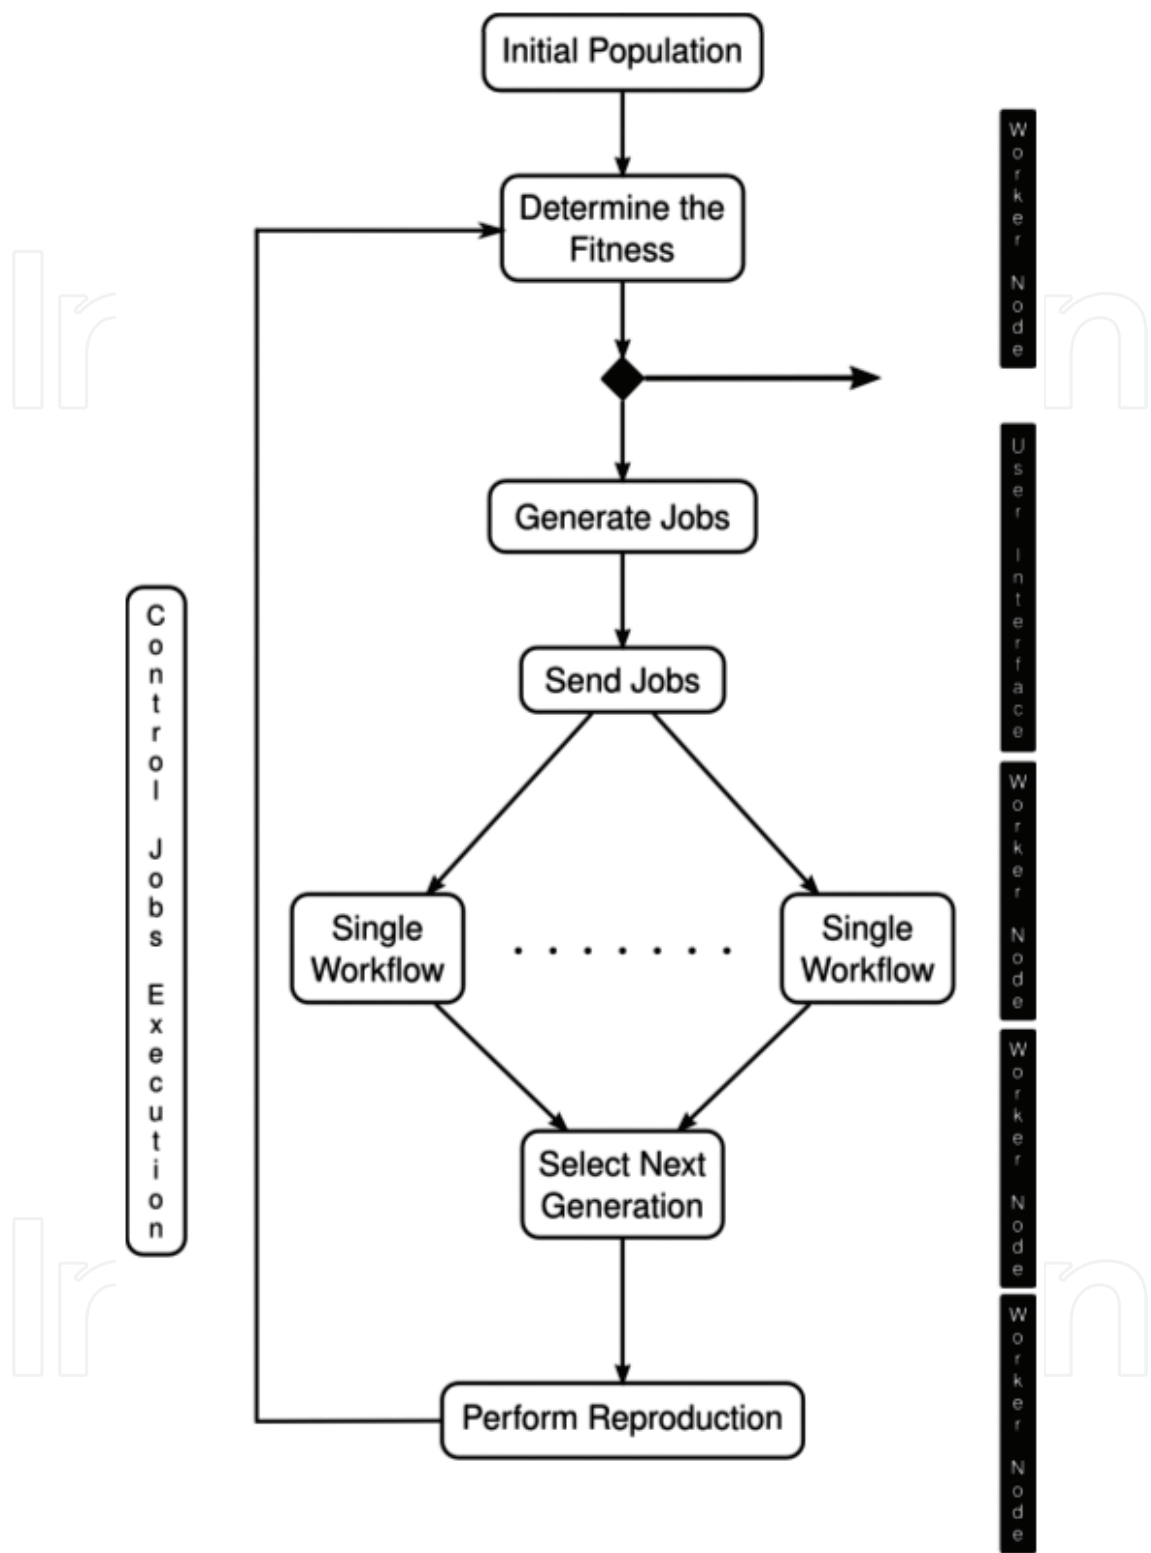 Initial Population
Determine the
Fitness
Generate Jobs
Send Jobs
Single
Workflow
Single
Workflow
Select Next
Generation
Perform Reproduction
Control Jobs Execution
Worker Node
User Interface
Worker Node
Worker Node
Worker Node